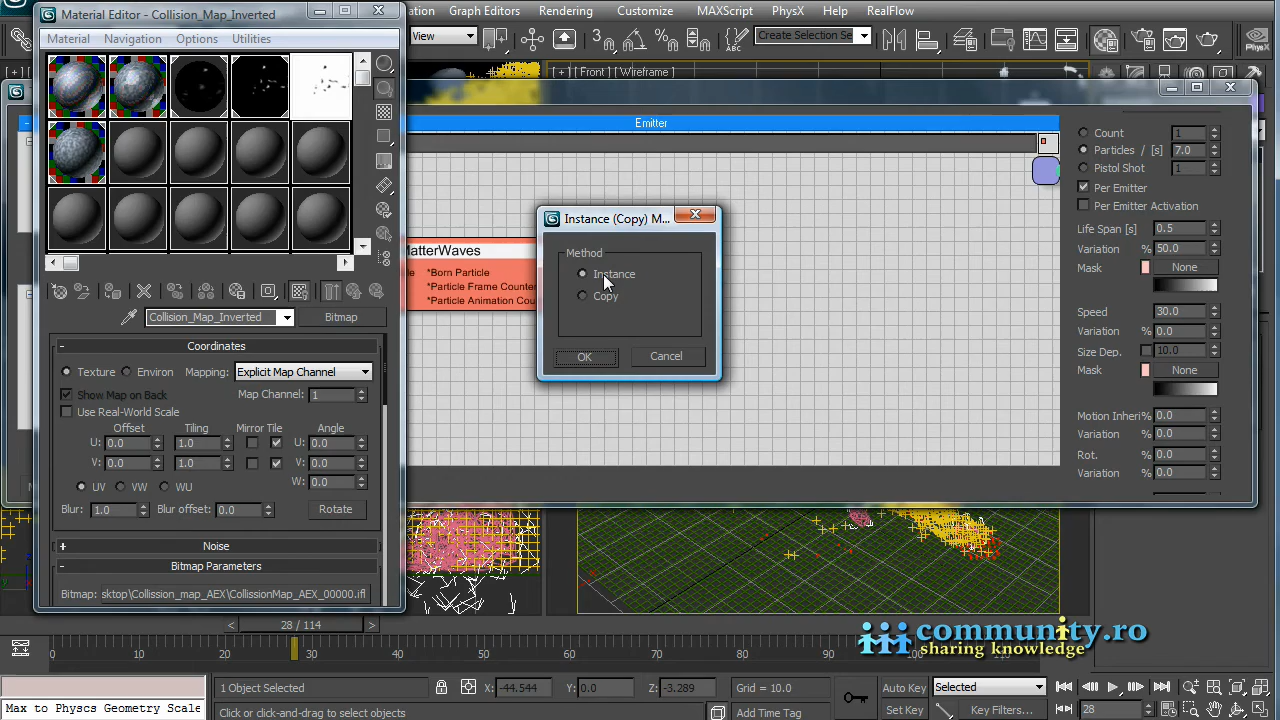 Material Editor - Collision_Map_Inverted
Material Navigation Options Utilities
Graph Editors Rendering Customize MAXScript PhysX Help RealFlow
View
Create Selection Se
[+] [ Front ] [ Wireframe ]
Emitter
MatterWaves
*Born Particle
*Particle Frame Counter
*Particle Animation Cou
Instance (Copy) M...
Method
Instance
Copy
OK Cancel
Count 1
Particles / [s] 7.0
Pistol Shot 1
Per Emitter
Per Emitter Activation
Life Span [s] 0.5
Variation % 50.0
Mask None
Speed 30.0
Variation % 0.0
Size Dep. 10.0
Mask None
Motion Inheri % 0.0
Variation % 0.0
Rot. % 0.0
Variation % 0.0
Collision_Map_Inverted Bitmap
- Coordinates
Texture Environ Mapping: Explicit Map Channel
Show Map on Back Map Channel: 1
Use Real-World Scale
Offset Tiling Mirror Tile Angle
U: 0.0 1.0 U: 0.0
V: 0.0 1.0 V: 0.0
W: 0.0
UV VW WU
Blur: 1.0 Blur offset: 0.0 Rotate
+ Noise
- Bitmap Parameters
Bitmap: sktop\Collission_map_AEX\CollissionMap_AEX_00000.ifl
< 28 / 114 >
community.ro
sharing knowledge
0 10 20 30 40 50 60 70 80 90 100 110
1 Object Selected X: -44.544 Y: 0.0 Z: -3.289 Grid = 10.0 Auto Key Selected
Max to Physcs Geometry Scale Click or click-and-drag to select objects Add Time Tag Set Key Key Filters... 28